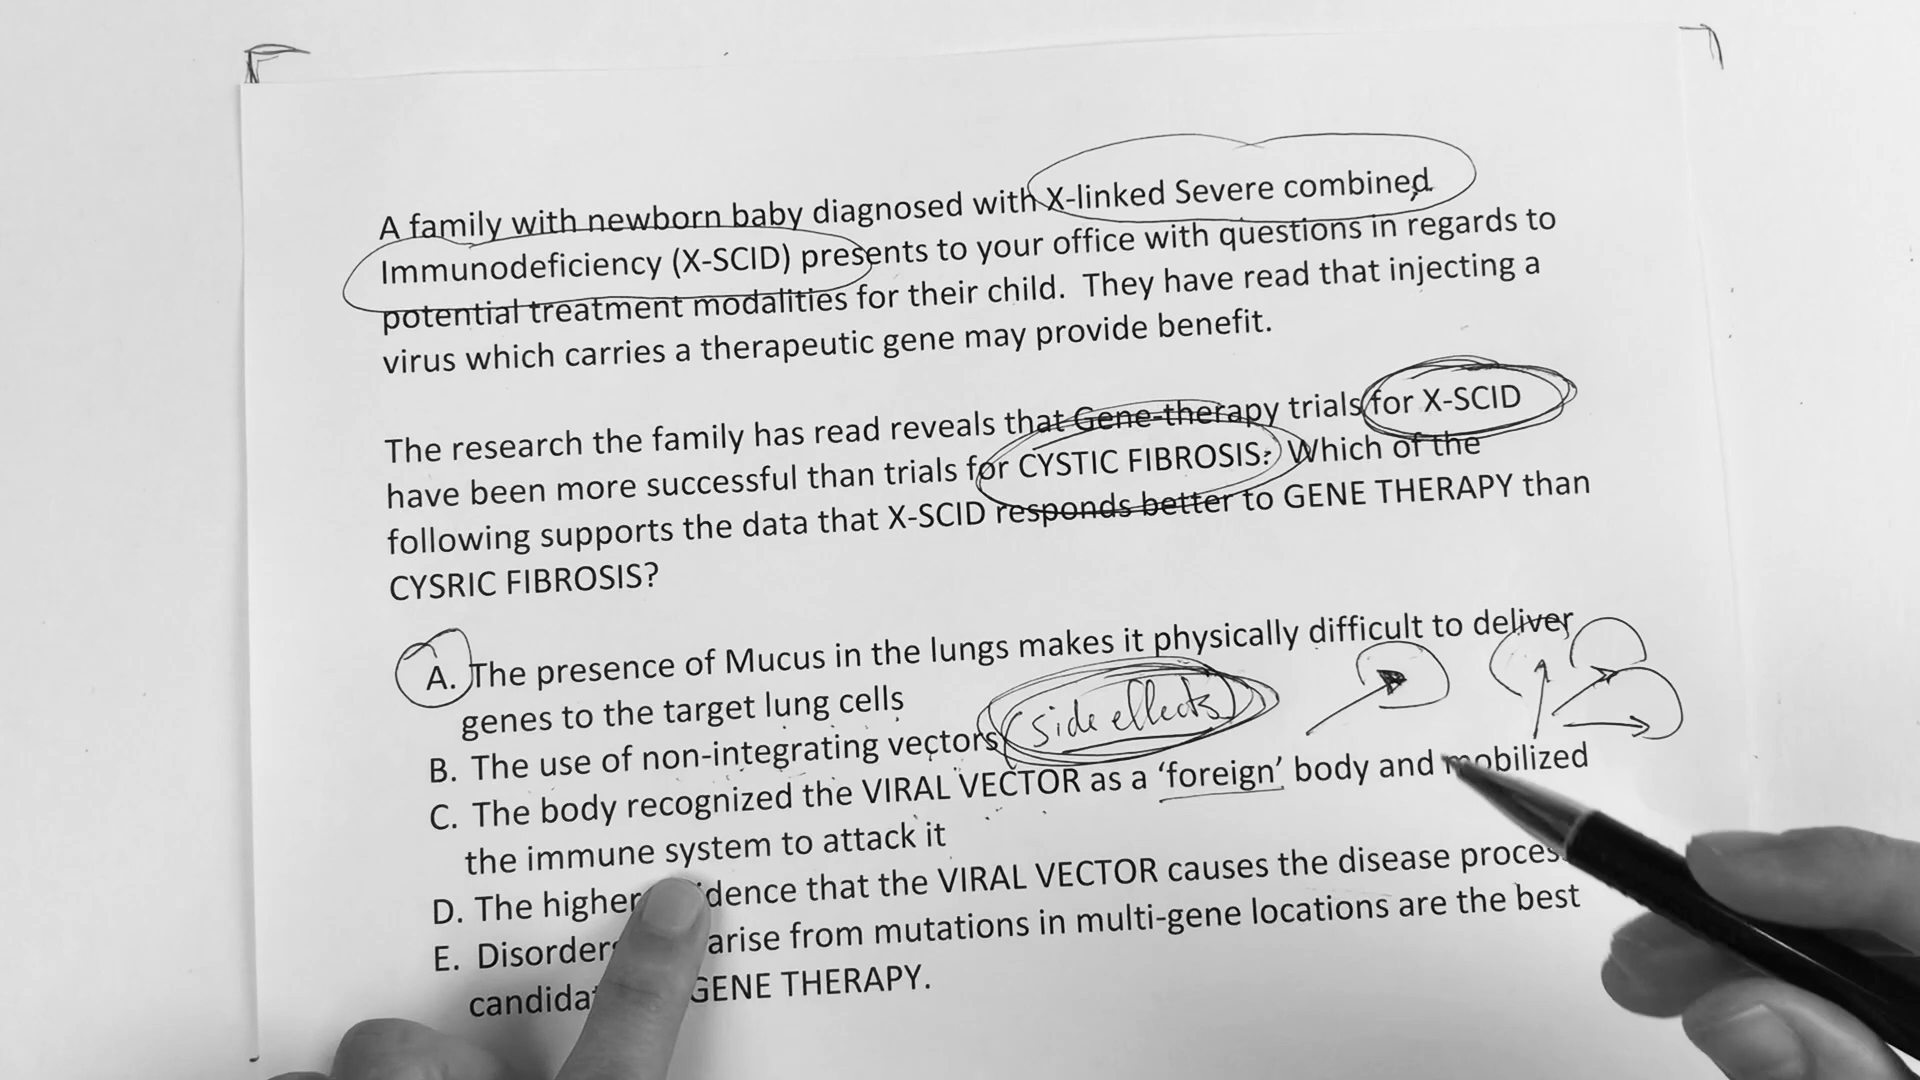 A family with newborn baby diagnosed with X-linked Severe combined
Immunodeficiency (X-SCID) presents to your office with questions in regards to
potential treatment modalities for their child. They have read that injecting a
virus which carries a therapeutic gene may provide benefit.
The research the family has read reveals that Gene-therapy trials for X-SCID
have been more successful than trials for CYSTIC FIBROSIS. Which of the
following supports the data that X-SCID responds better to GENE THERAPY than
CYSRIC FIBROSIS?
A. The presence of Mucus in the lungs makes it physically difficult to deliver
genes to the target lung cells
B. The use of non-integrating vectors (side effects)
C. The body recognized the VIRAL VECTOR as a ‘foreign’ body and mobilized
the immune system to attack it
D. The higher dence that the VIRAL VECTOR causes the disease proces
E. Disorders arise from mutations in multi-gene locations are the best
candida GENE THERAPY.